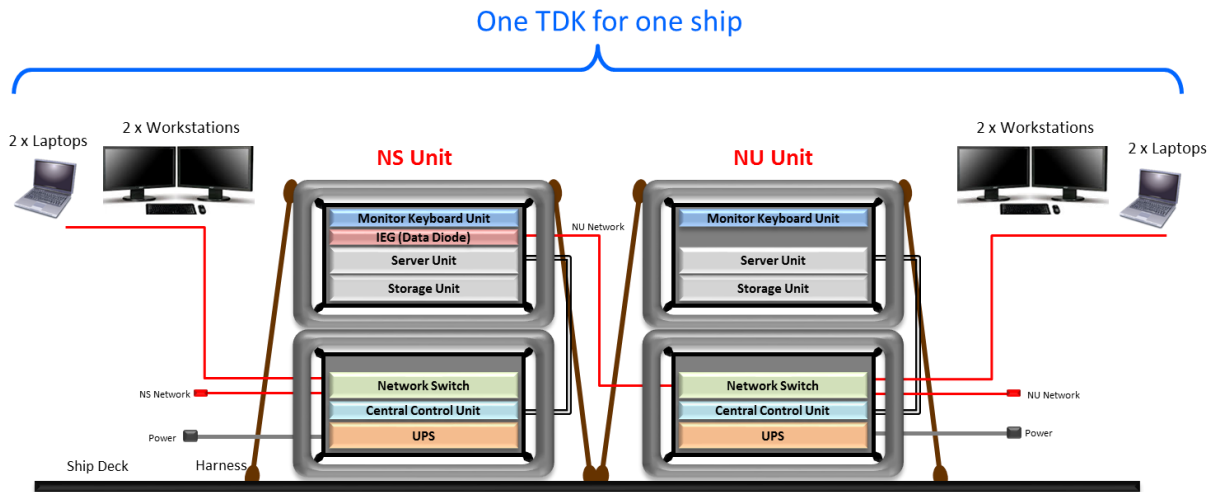 One TDK for one ship
2 x Laptops
2 x Workstations
NS Unit
NU Unit
2 x Workstations
2 x Laptops
Monitor Keyboard Unit
IEG (Data Diode)
Server Unit
Storage Unit
NU Network
Monitor Keyboard Unit
Server Unit
Storage Unit
Network Switch
Central Control Unit
UPS
Network Switch
Central Control Unit
UPS
NS Network
Power
NU Network
Power
Ship Deck
Harness